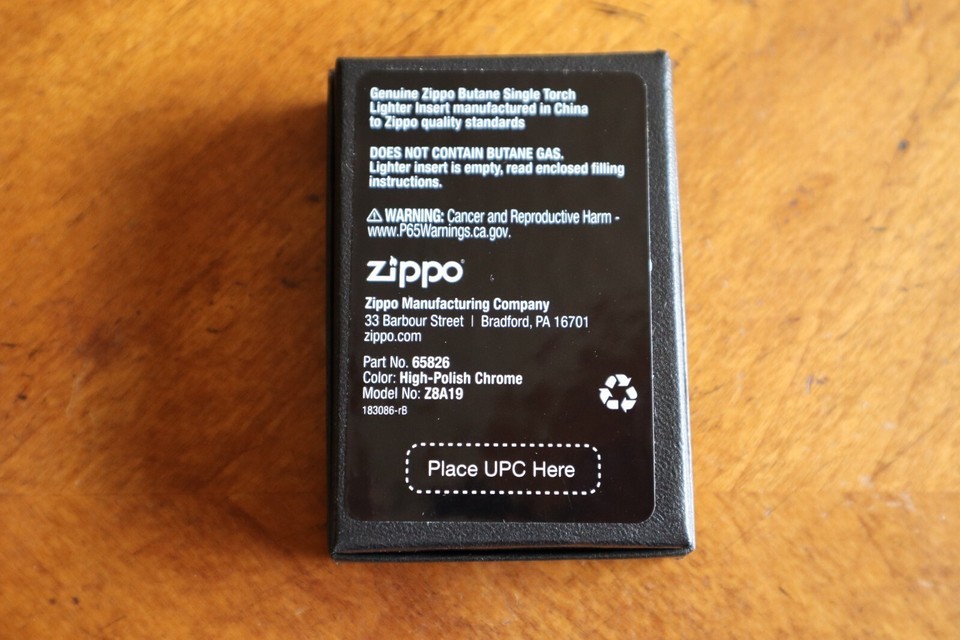 Genuine Zippo Butane Single Torch
Lighter Insert manufactured in China
to Zippo quality standards
DOES NOT CONTAIN BUTANE GAS.
Lighter insert is empty, read enclosed filling
instructions.
⚠ WARNING: Cancer and Reproductive Harm -
www.P65Warnings.ca.gov.
zippo®
Zippo Manufacturing Company
33 Barbour Street | Bradford, PA 16701
zippo.com
Part No. 65826
Color: High-Polish Chrome
Model No: Z8A19
183086-rB
Place UPC Here